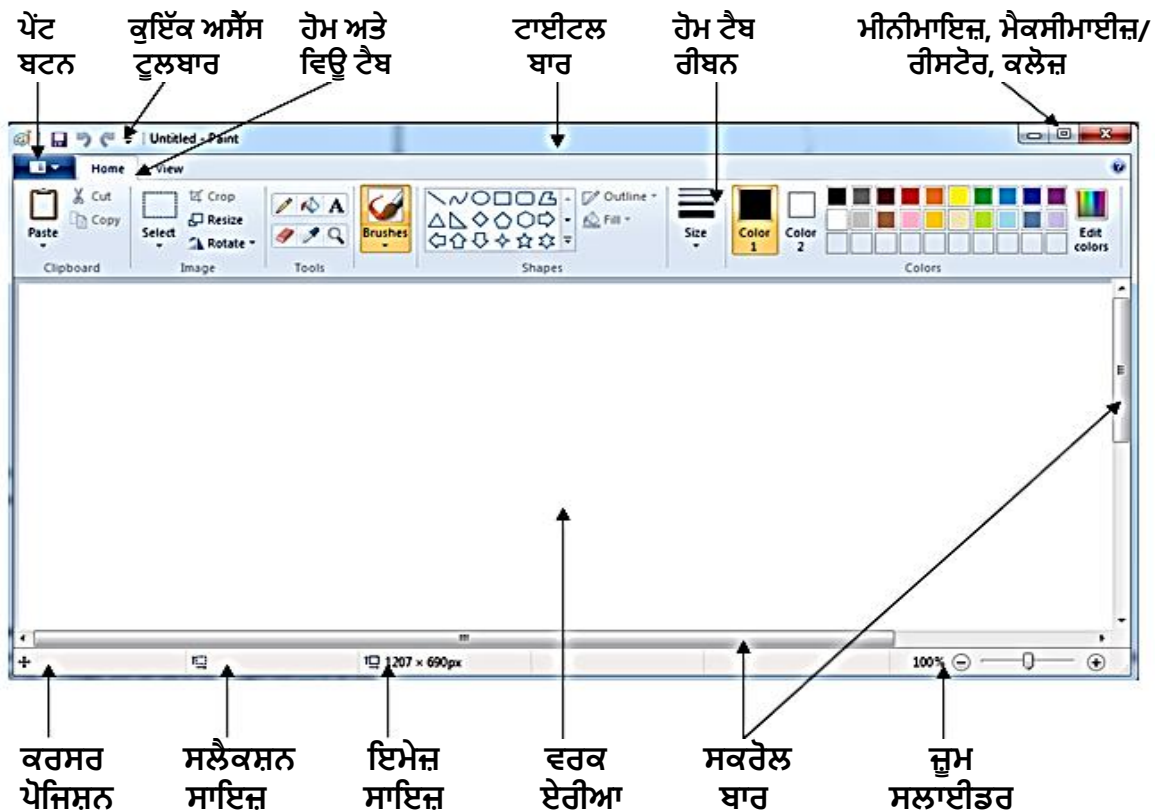 ਪੇਂਟ ਕੁਇੱਕ ਅਸੈੱਸ ਹੋਮ ਅਤੇ ਟਾਈਟਲ ਹੋਮ ਟੈਬ ਮੀਨੀਮਾਇਜ਼, ਮੈਕਸੀਮਾਈਜ਼/
ਬਟਨ ਟੂਲਬਾਰ ਵਿਊ ਟੈਬ ਬਾਰ ਰੀਬਨ ਰੀਸਟੋਰ, ਕਲੋਜ਼
Untitled - Paint
Home View
Cut Crop Outline
Copy Resize Fill
Paste Select Rotate Brushes Size Color 1 Color 2 Edit colors
Clipboard Image Tools Shapes Colors
1207 × 690px 100%
ਕਰਸਰ ਸਲੈਕਸ਼ਨ ਇਮੇਜ਼ ਵਰਕ ਸਕਰੋਲ ਜ਼ੂਮ
ਪੋਜਿਸ਼ਨ ਸਾਇਜ਼ ਸਾਇਜ਼ ਏਰੀਆ ਬਾਰ ਸਲਾਈਡਰ